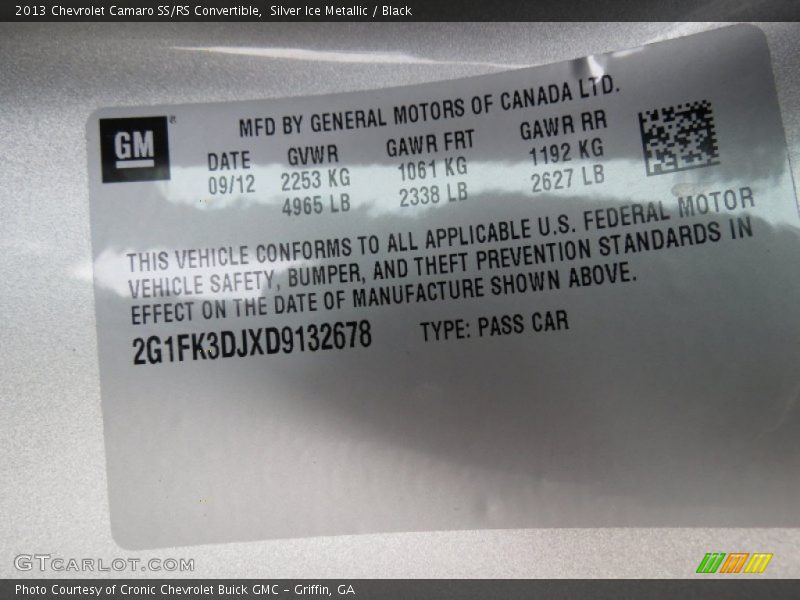 2013 Chevrolet Camaro SS/RS Convertible, Silver Ice Metallic / Black
GM®
MFD BY GENERAL MOTORS OF CANADA LTD.
DATE GVWR GAWR FRT GAWR RR
09/12 2253 KG 1061 KG 1192 KG
4965 LB 2338 LB 2627 LB
THIS VEHICLE CONFORMS TO ALL APPLICABLE U.S. FEDERAL MOTOR
VEHICLE SAFETY, BUMPER, AND THEFT PREVENTION STANDARDS IN
EFFECT ON THE DATE OF MANUFACTURE SHOWN ABOVE.
2G1FK3DJXD9132678 TYPE: PASS CAR
GTCARLOT.COM
Photo Courtesy of Cronic Chevrolet Buick GMC - Griffin, GA